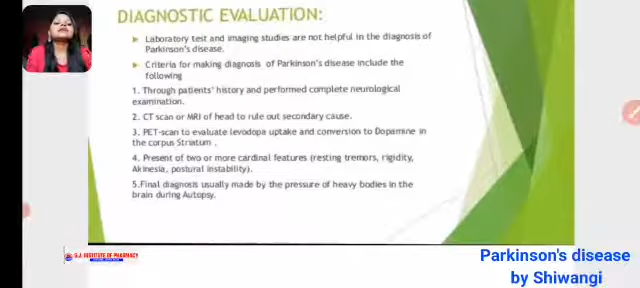 DIAGNOSTIC EVALUATION:
Laboratory test and imaging studies are not helpful in the diagnosis of
Parkinson's disease.
Criteria for making diagnosis of Parkinson's disease include the
following
1. Through patients' history and performed complete neurological
examination.
2. CT scan or MRI of head to rule out secondary cause.
3. PET-scan to evaluate levodopa uptake and conversion to Dopamine in
the corpus Striatum .
4. Present of two or more cardinal features (resting tremors, rigidity,
Akinesia, postural instability).
5.Final diagnosis usually made by the pressure of heavy bodies in the
brain during Autopsy.
S.J. INSTITUTE OF PHARMACY
Parkinson's disease
by Shiwangi